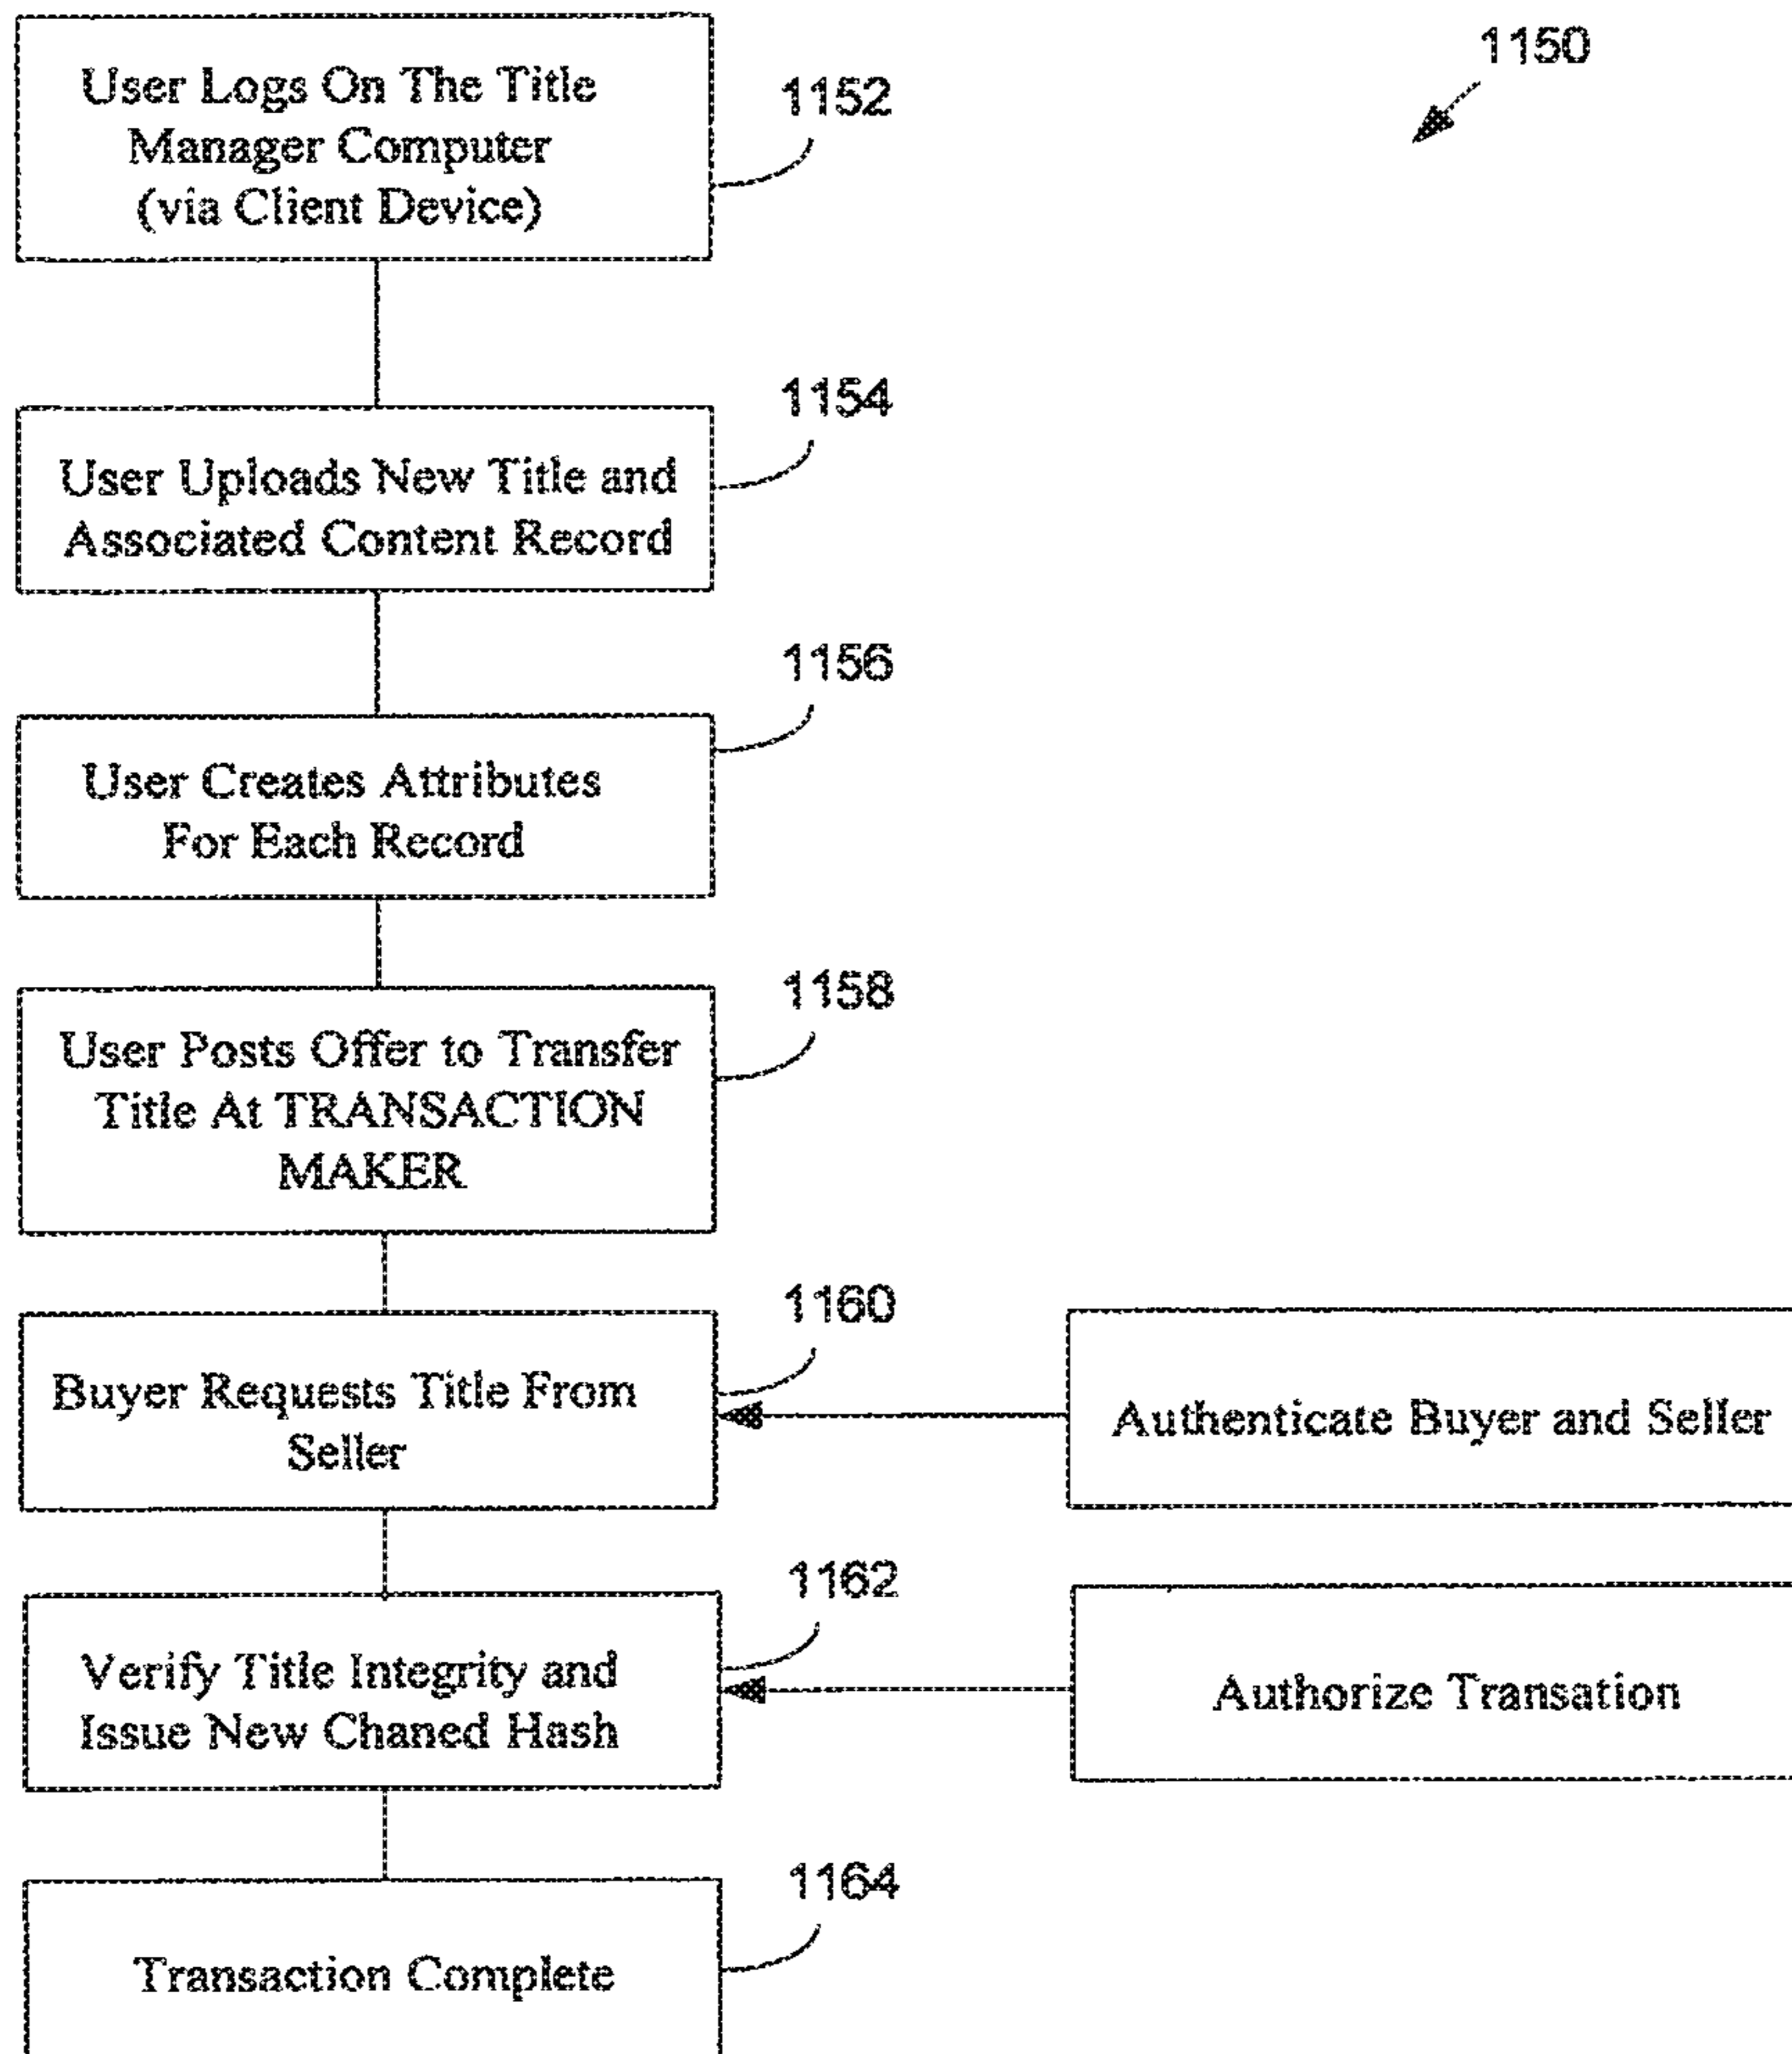 1150
User Logs On The Title
Manager Computer
(via Client Device)
1152
User Uploads New Title and
Associated Content Record
1154
User Creates Attributes
For Each Record
1156
User Posts Offer to Transfer
Title At TRANSACTION
MAKER
1158
Buyer Requests Title From
Seller
1160
Authenticate Buyer and Seller
Verify Title Integrity and
Issue New Chaned Hash
1162
Authorize Transation
Transaction Complete
1164